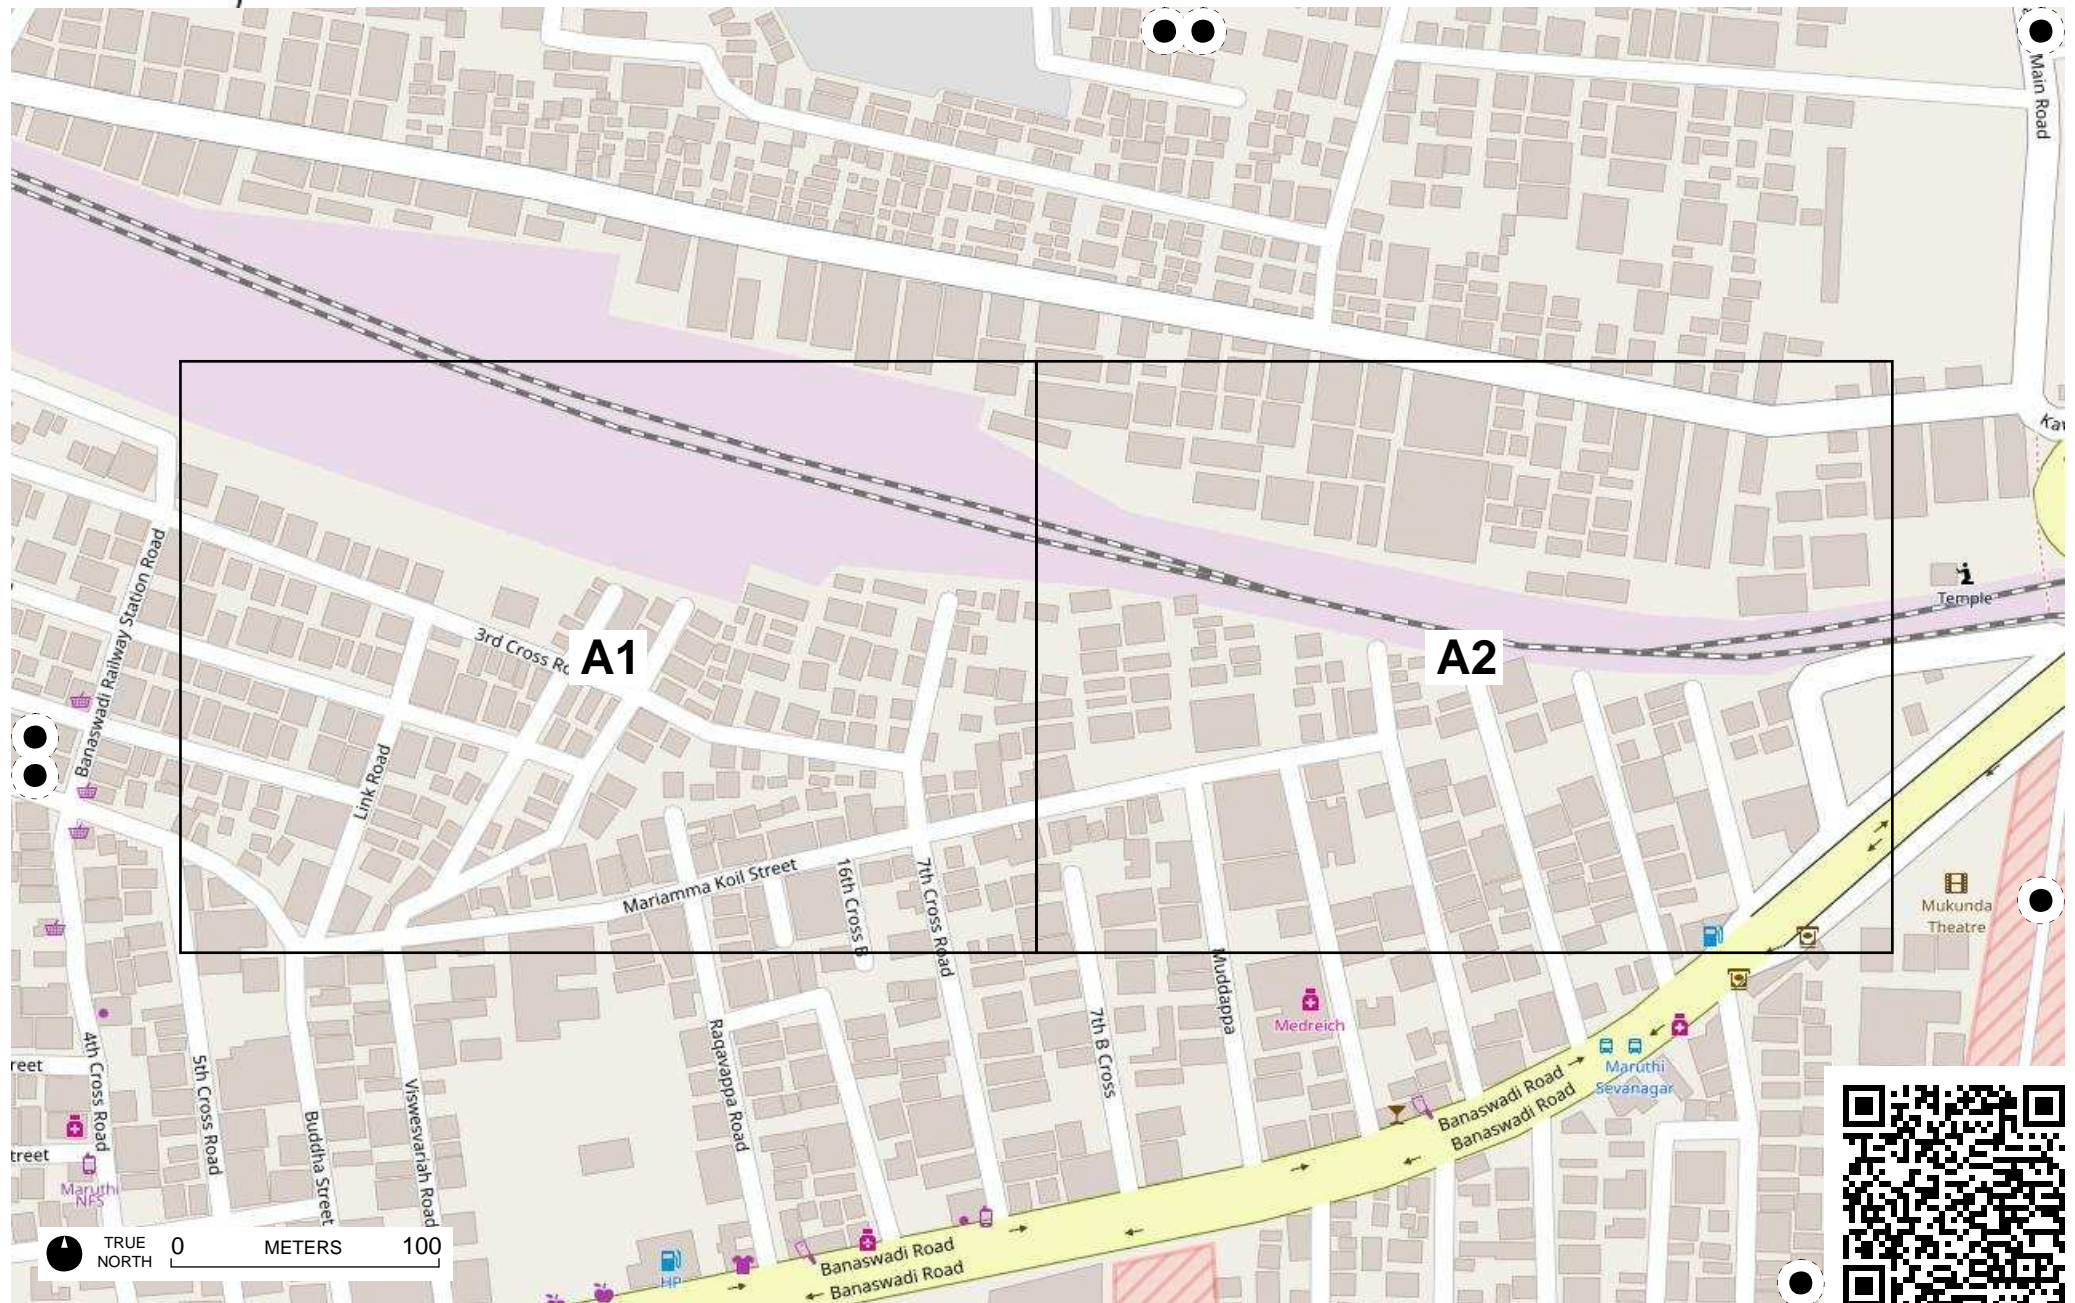 Main Road
Temple
A1
A2
3rd Cross Ro
Banaswadi Railway Station Road
Link Road
Mariamma Koil Street
16th Cross B
7th Cross Road
Mukunda
Theatre
Muddappa
Medreich
7th B Cross
Maruthi
Sevanagar
Banaswadi Road
Banaswadi Road
4th Cross Road
5th Cross Road
Buddha Street
Viswesvariah Road
Ragavappa Road
reet
treet
Maruthi
NFS
HP
Banaswadi Road
Banaswadi Road
TRUE
NORTH
0 METERS 100